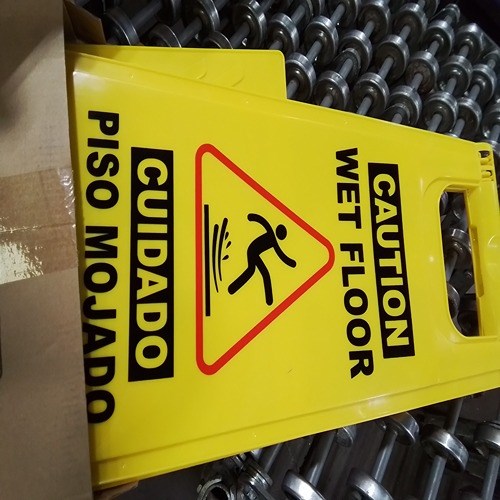 CAUTION
WET FLOOR
CUIDADO
PISO MOJADO